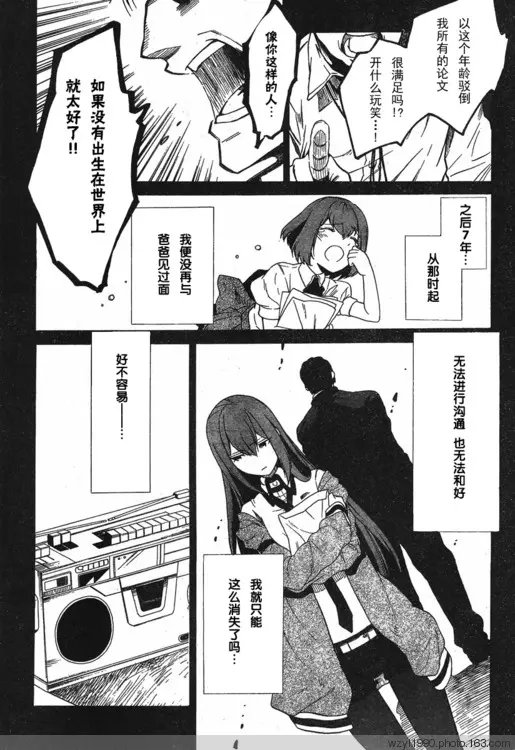 以这个年龄驳倒
我所有的论文
很满足吗!?
开什么玩笑…!
像你这样的人…
如果没有出生在世界上
就太好了!!
之后7年…
从那时起
我便没再与
爸爸见过面
无法进行沟通 也无法和好
好不容易——…
我就只能
这么消失了吗…
wzyl1990.photo.163.com